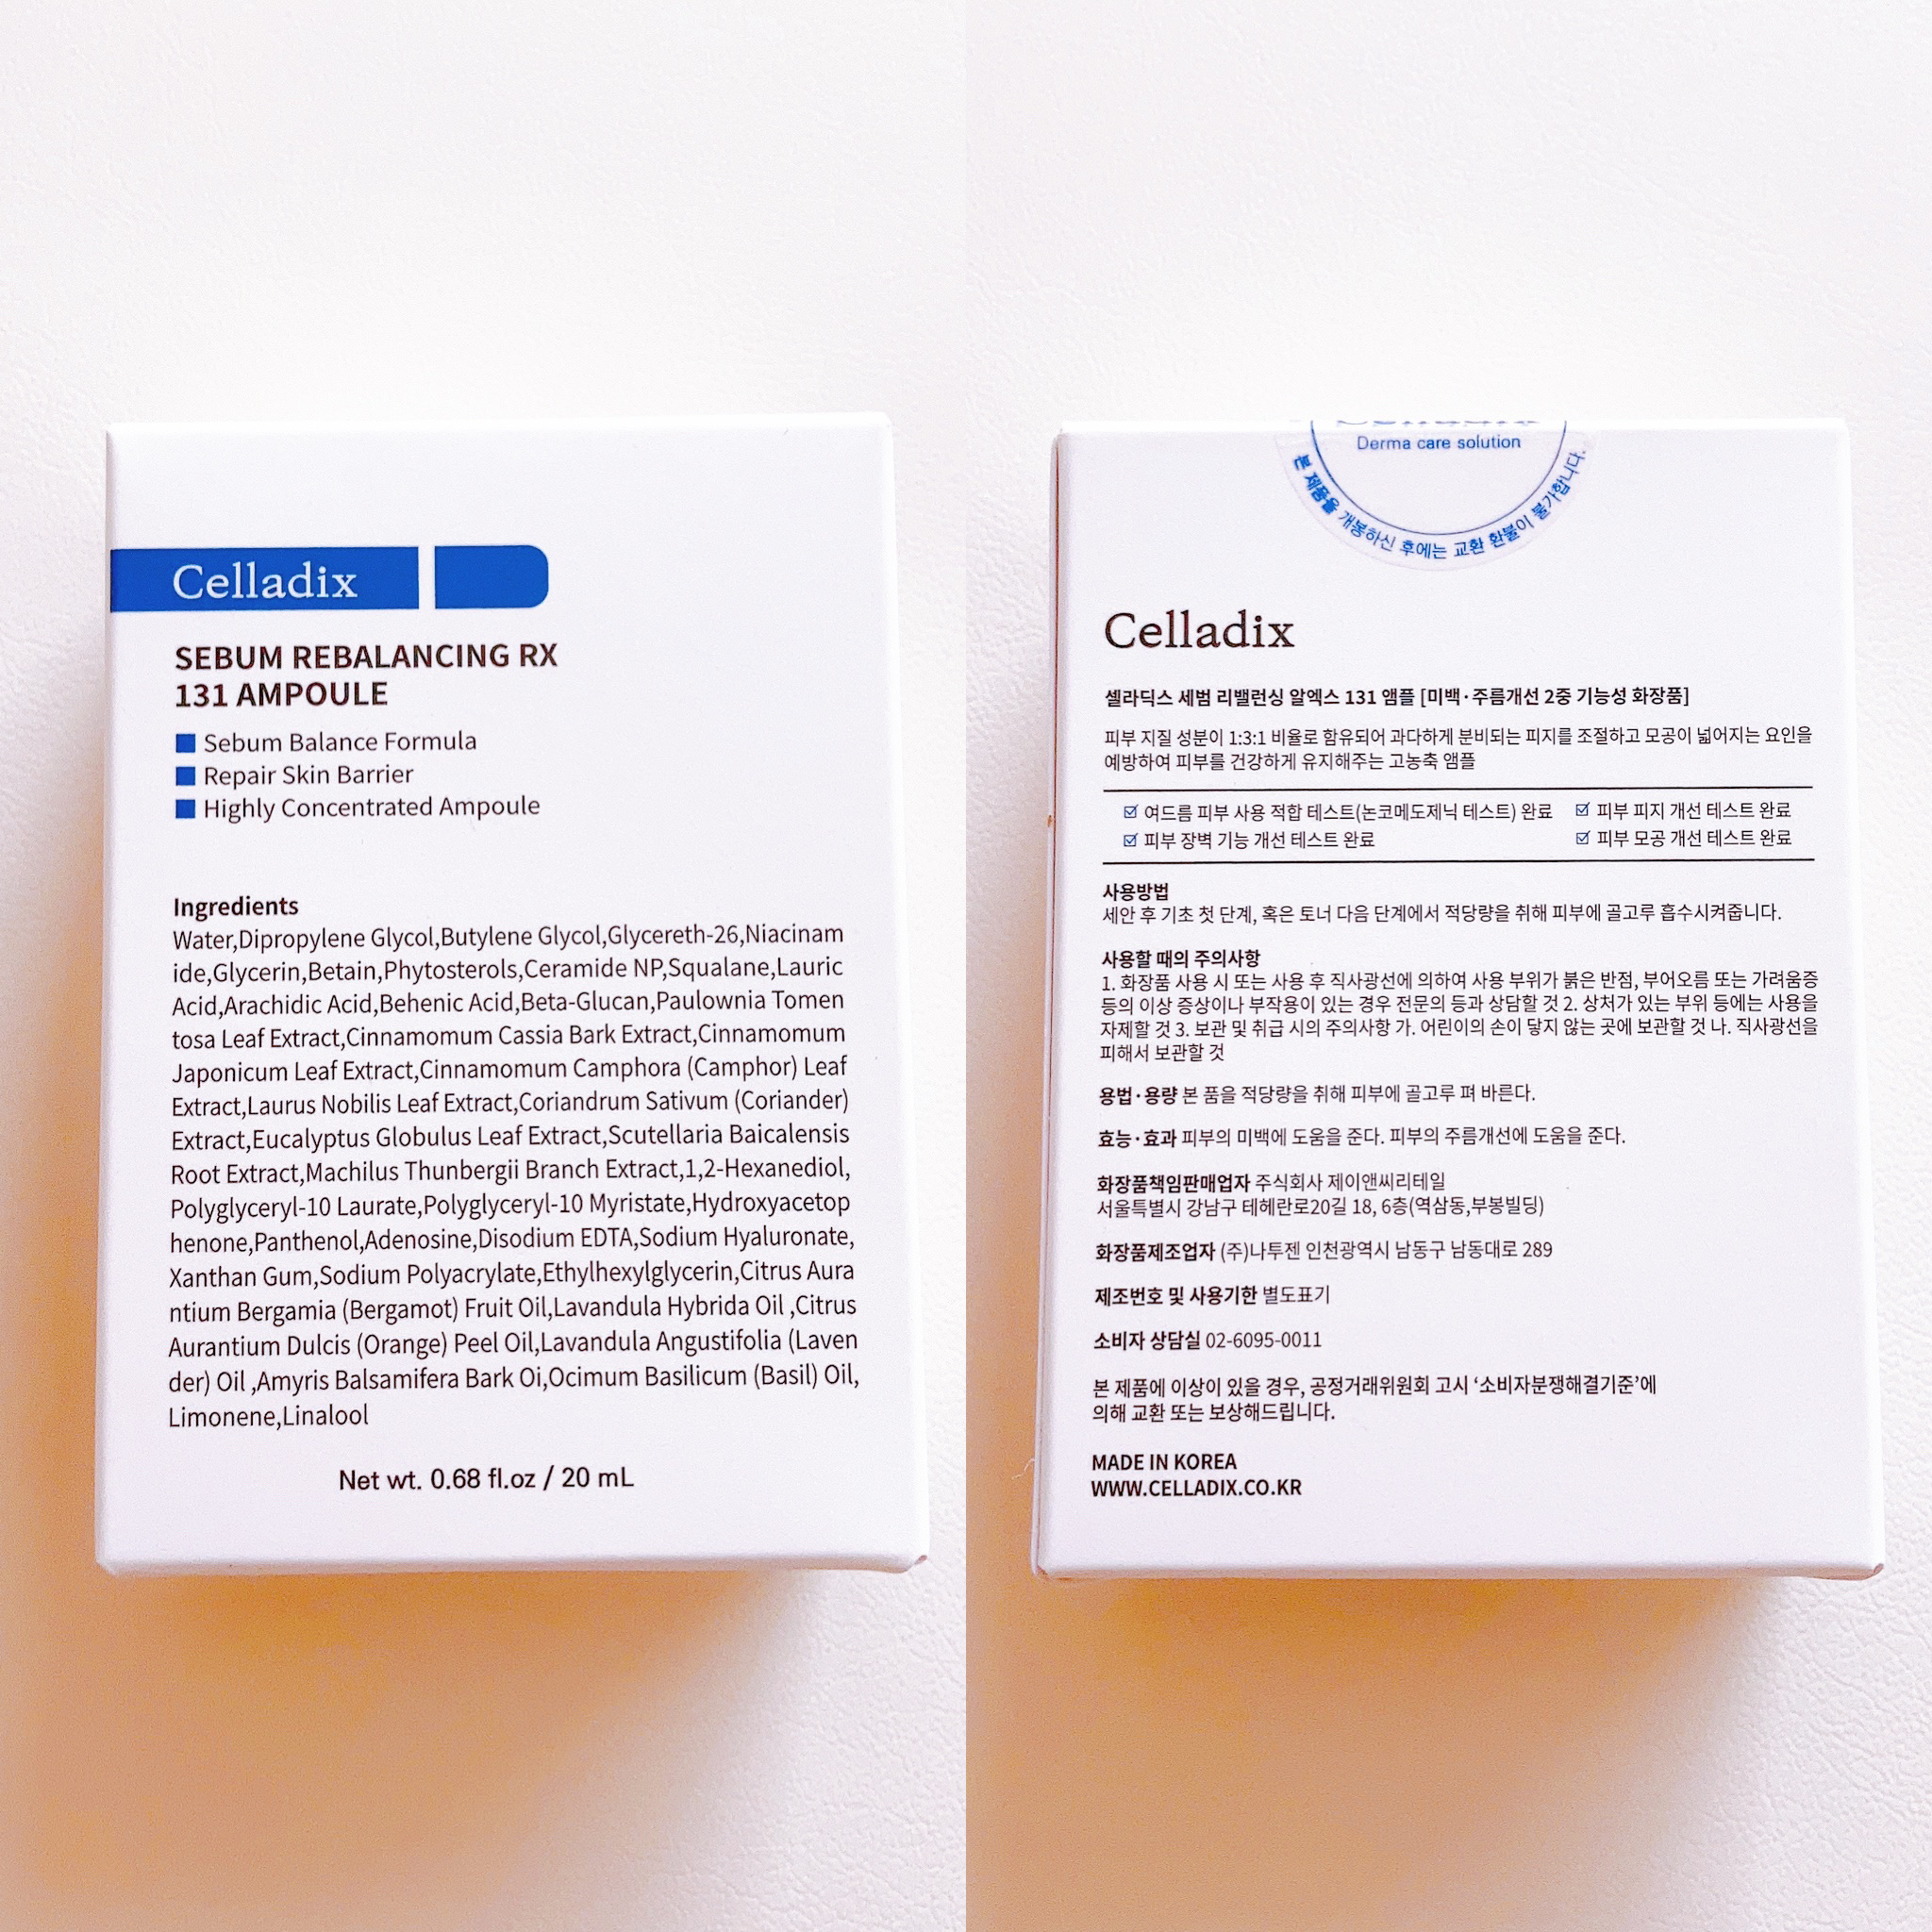 Celladix
SEBUM REBALANCING RX
131 AMPOULE
Sebum Balance Formula
Repair Skin Barrier
Highly Concentrated Ampoule
Ingredients
Water,Dipropylene Glycol,Butylene Glycol,Glycereth-26,Niacinam
ide,Glycerin,Betain,Phytosterols,Ceramide NP,Squalane,Lauric
Acid,Arachidic Acid,Behenic Acid,Beta-Glucan,Paulownia Tomen
tosa Leaf Extract,Cinnamomum Cassia Bark Extract,Cinnamomum
Japonicum Leaf Extract,Cinnamomum Camphora (Camphor) Leaf
Extract,Laurus Nobilis Leaf Extract,Coriandrum Sativum (Coriander)
Extract,Eucalyptus Globulus Leaf Extract,Scutellaria Baicalensis
Root Extract,Machilus Thunbergii Branch Extract,1,2-Hexanediol,
Polyglyceryl-10 Laurate,Polyglyceryl-10 Myristate,Hydroxyacetop
henone,Panthenol,Adenosine,Disodium EDTA,Sodium Hyaluronate,
Xanthan Gum,Sodium Polyacrylate,Ethylhexylglycerin,Citrus Aura
ntium Bergamia (Bergamot) Fruit Oil,Lavandula Hybrida Oil ,Citrus
Aurantium Dulcis (Orange) Peel Oil,Lavandula Angustifolia (Laven
der) Oil ,Amyris Balsamifera Bark Oi,Ocimum Basilicum (Basil) Oil,
Limonene,Linalool
Net wt. 0.68 fl.oz / 20 mL
Derma care solution
본 제품을 개봉하신 후에는 교환 환불이 불가합니다.
Celladix
셀라딕스 세범 리밸런싱 알엑스 131 앰플 [미백·주름개선 2중 기능성 화장품]
피부 지질 성분이 1:3:1 비율로 함유되어 과다하게 분비되는 피지를 조절하고 모공이 넓어지는 요인을
예방하여 피부를 건강하게 유지해주는 고농축 앰플
☑ 여드름 피부 사용 적합 테스트(논코메도제닉 테스트) 완료 ☑ 피부 피지 개선 테스트 완료
☑ 피부 장벽 기능 개선 테스트 완료 ☑ 피부 모공 개선 테스트 완료
사용방법
세안 후 기초 첫 단계, 혹은 토너 다음 단계에서 적당량을 취해 피부에 골고루 흡수시켜줍니다.
사용할 때의 주의사항
1. 화장품 사용 시 또는 사용 후 직사광선에 의하여 사용 부위가 붉은 반점, 부어오름 또는 가려움증
등의 이상 증상이나 부작용이 있는 경우 전문의 등과 상담할 것 2. 상처가 있는 부위 등에는 사용을
자제할 것 3. 보관 및 취급 시의 주의사항 가. 어린이의 손이 닿지 않는 곳에 보관할 것 나. 직사광선을
피해서 보관할 것
용법·용량 본 품을 적당량을 취해 피부에 골고루 펴 바른다.
효능·효과 피부의 미백에 도움을 준다. 피부의 주름개선에 도움을 준다.
화장품책임판매업자 주식회사 제이앤씨리테일
서울특별시 강남구 테헤란로20길 18, 6층(역삼동,부봉빌딩)
화장품제조업자 (주)나투젠 인천광역시 남동구 남동대로 289
제조번호 및 사용기한 별도표기
소비자 상담실 02-6095-0011
본 제품에 이상이 있을 경우, 공정거래위원회 고시 ‘소비자분쟁해결기준’에
의해 교환 또는 보상해드립니다.
MADE IN KOREA
WWW.CELLADIX.CO.KR